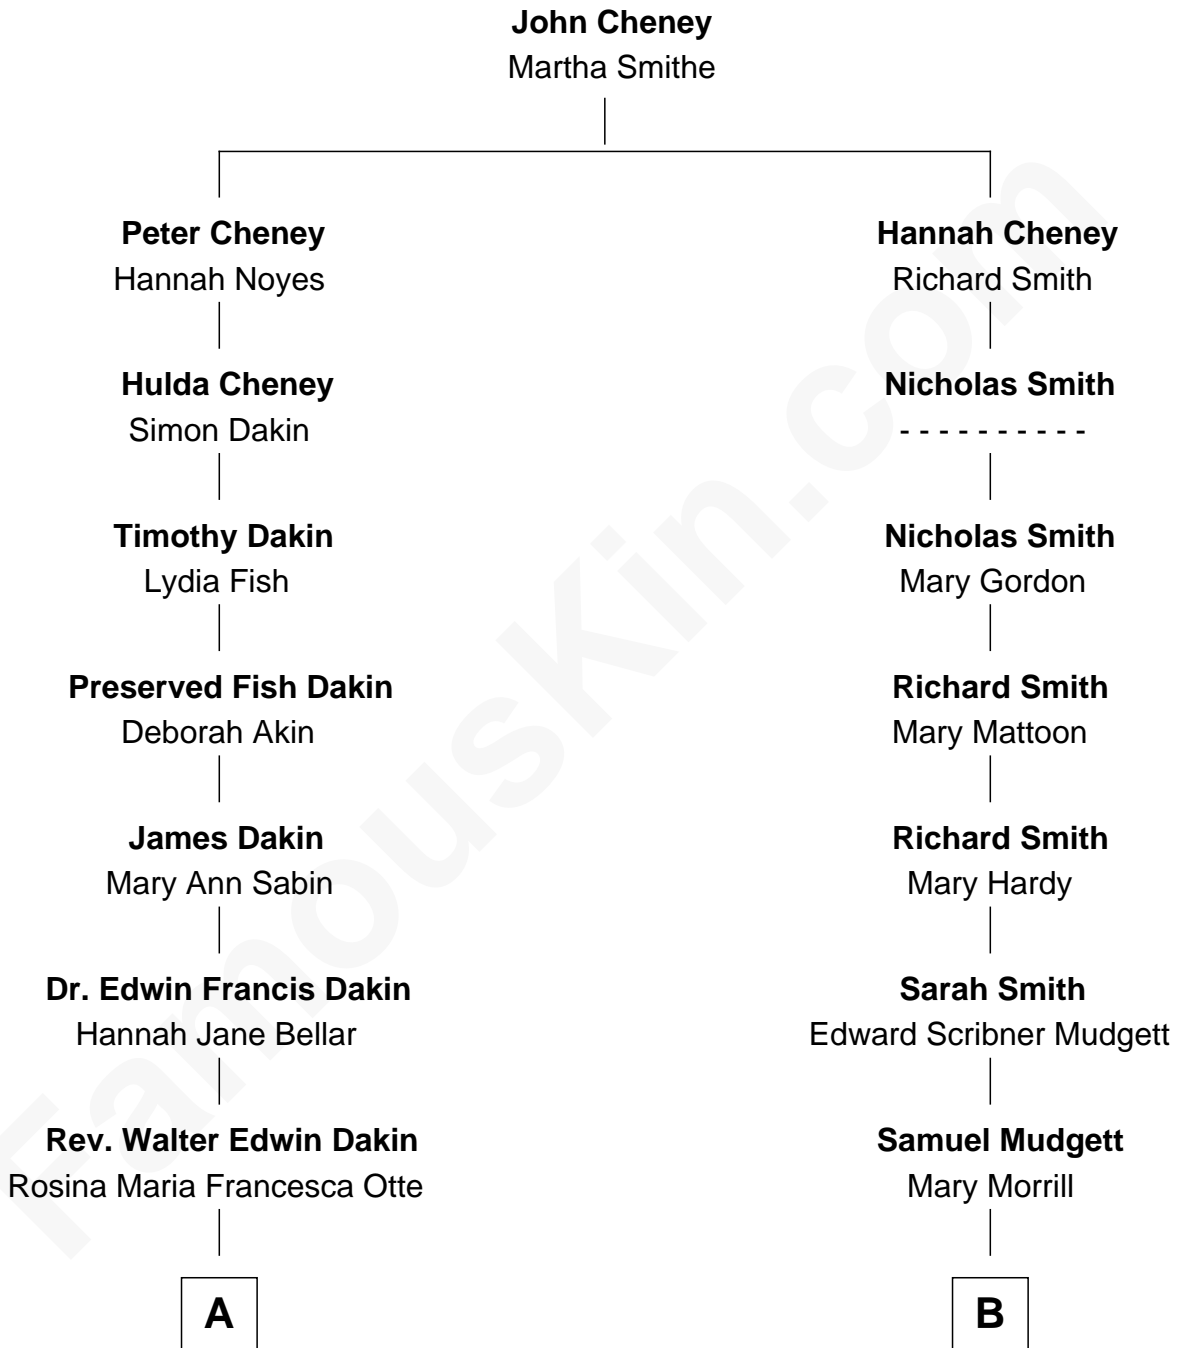 John Cheney
Martha Smithe
Peter Cheney
Hannah Noyes
Hannah Cheney
Richard Smith
Hulda Cheney
Simon Dakin
Nicholas Smith
- - - - - - - - - -
Timothy Dakin
Lydia Fish
Nicholas Smith
Mary Gordon
Preserved Fish Dakin
Deborah Akin
Richard Smith
Mary Mattoon
James Dakin
Mary Ann Sabin
Richard Smith
Mary Hardy
Dr. Edwin Francis Dakin
Hannah Jane Bellar
Sarah Smith
Edward Scribner Mudgett
Rev. Walter Edwin Dakin
Rosina Maria Francesca Otte
Samuel Mudgett
Mary Morrill
A
B
FamousKin.com